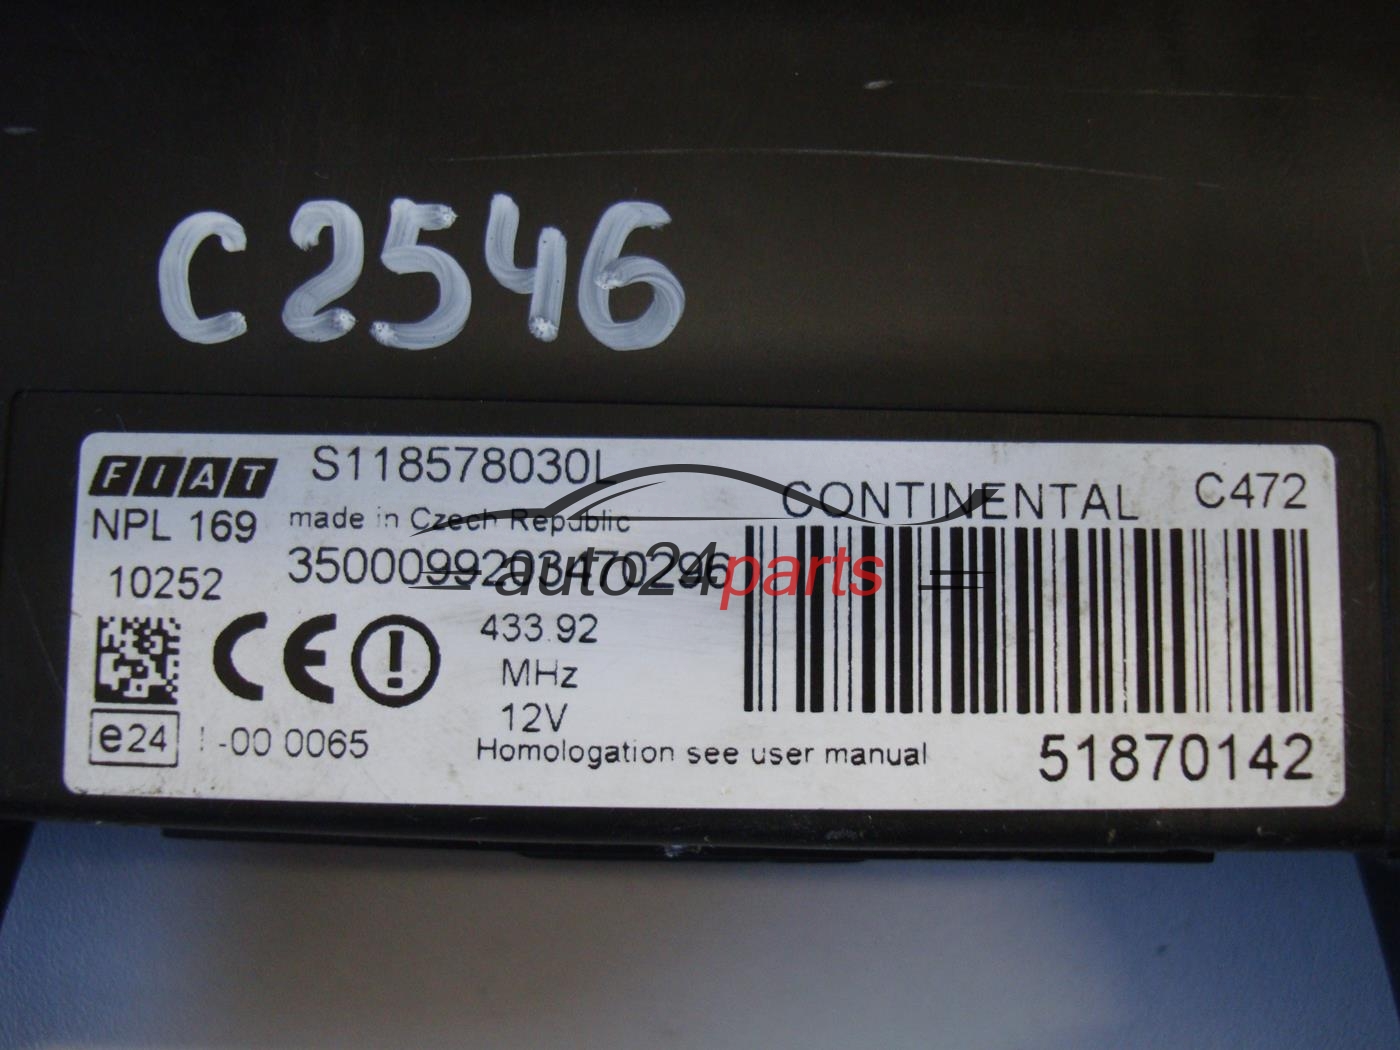 C2546
FIAT S118578030L
CONTINENTAL C472
NPL 169 made in Czech Republic
10252 3500099203470296
auto24parts
433.92
MHz
12V
e24 -00 0065
Homologation see user manual
51870142